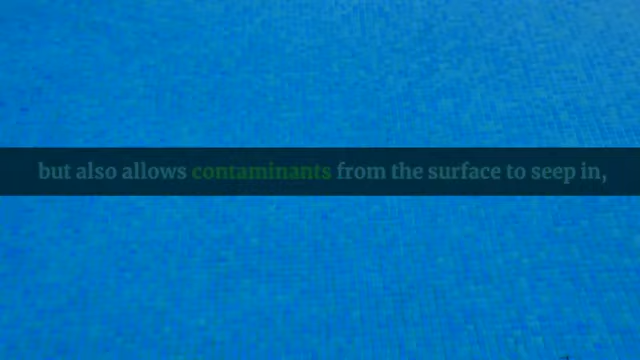 but also allows contaminants from the surface to seep in,